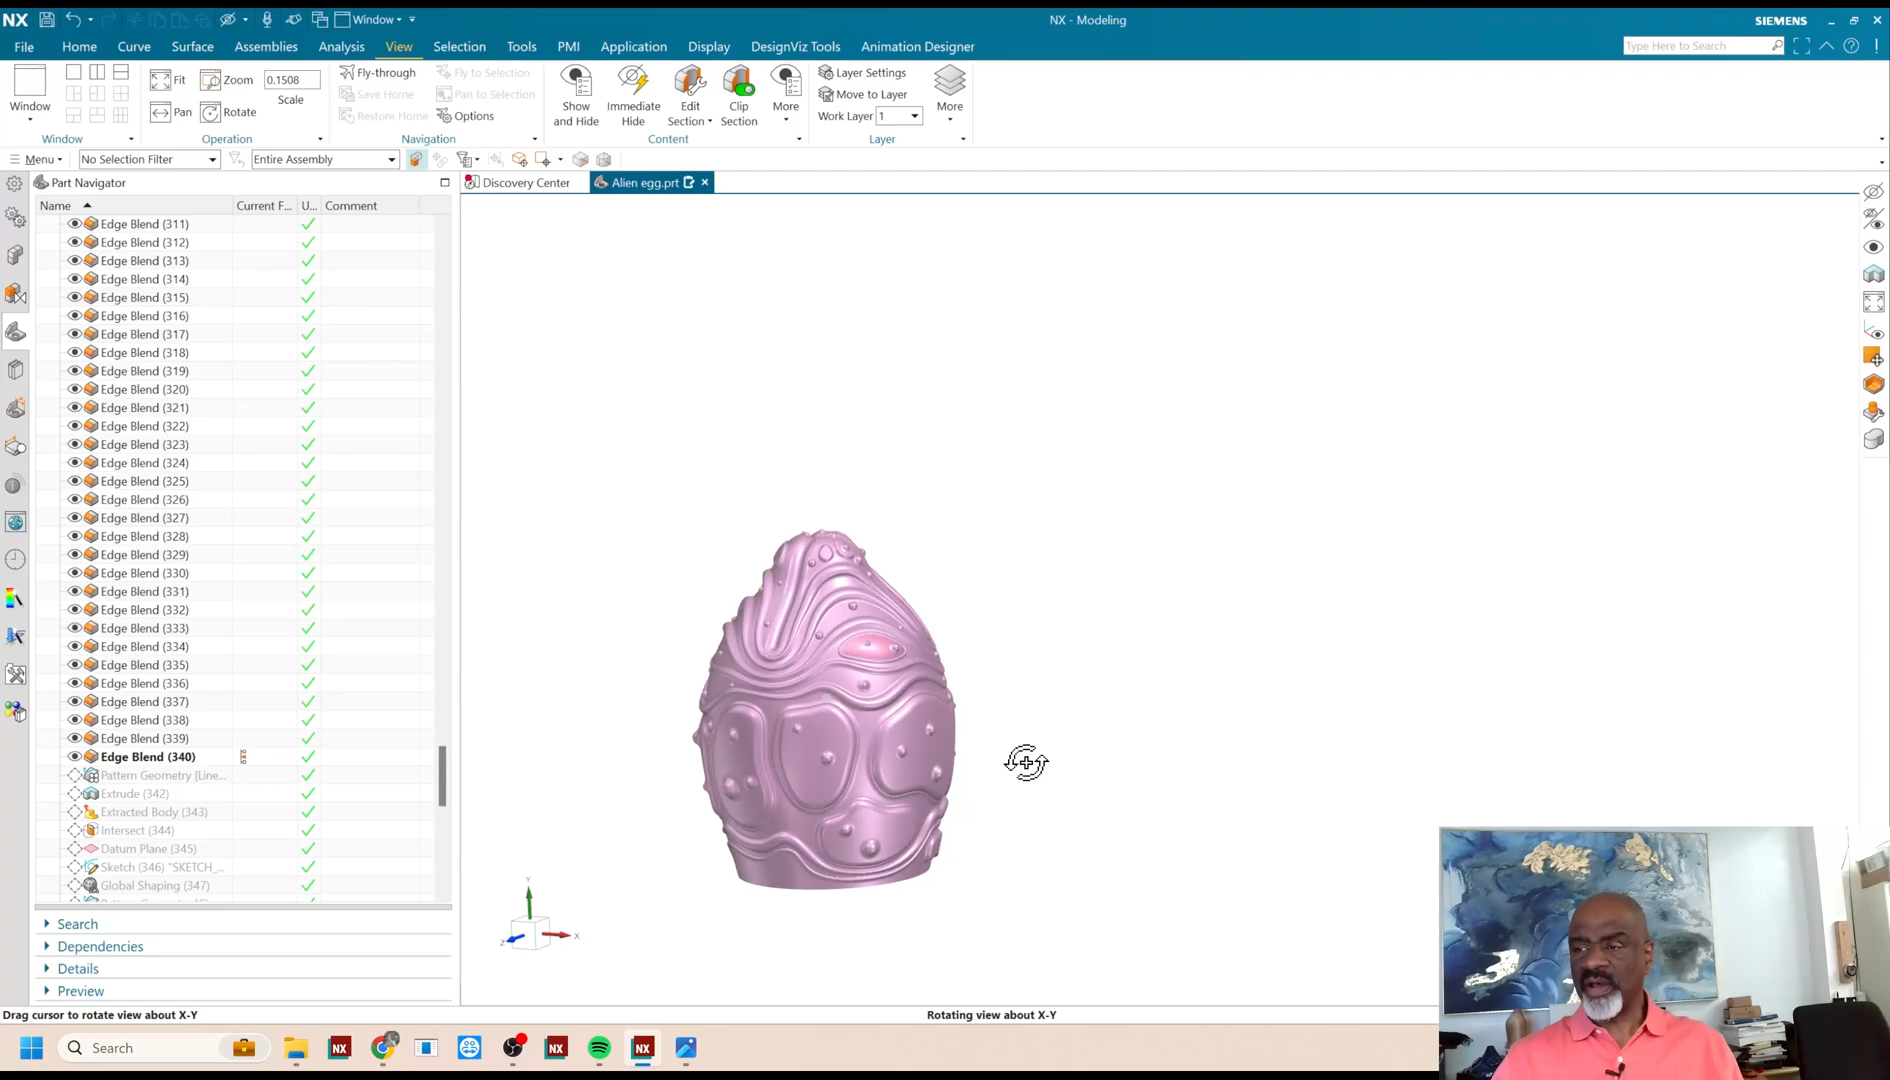 NX
Window
NX - Modeling
SIEMENS
File
Home
Curve
Surface
Assemblies
Analysis
View
Selection
Tools
PMI
Application
Display
DesignViz Tools
Animation Designer
Type Here to Search
Window
Fit
Zoom
0.1508
Pan
Rotate
Scale
Fly-through
Fly to Selection
Save Home
Pan to Selection
Restore Home
Options
Show
and Hide
Immediate
Hide
Edit
Section
Clip
Section
More
Layer Settings
Move to Layer
Work Layer 1
More
Window
Operation
Navigation
Content
Layer
Menu
No Selection Filter
Entire Assembly
Part Navigator
Discovery Center
Alien egg.prt
Name
Current F...
U...
Comment
Edge Blend (311)
Edge Blend (312)
Edge Blend (313)
Edge Blend (314)
Edge Blend (315)
Edge Blend (316)
Edge Blend (317)
Edge Blend (318)
Edge Blend (319)
Edge Blend (320)
Edge Blend (321)
Edge Blend (322)
Edge Blend (323)
Edge Blend (324)
Edge Blend (325)
Edge Blend (326)
Edge Blend (327)
Edge Blend (328)
Edge Blend (329)
Edge Blend (330)
Edge Blend (331)
Edge Blend (332)
Edge Blend (333)
Edge Blend (334)
Edge Blend (335)
Edge Blend (336)
Edge Blend (337)
Edge Blend (338)
Edge Blend (339)
Edge Blend (340)
Pattern Geometry [Line...
Extrude (342)
Extracted Body (343)
Intersect (344)
Datum Plane (345)
Sketch (346) "SKETCH_...
Global Shaping (347)
Search
Dependencies
Details
Preview
Y
Z
X
Drag cursor to rotate view about X-Y
Rotating view about X-Y
Search
NX
NX
NX